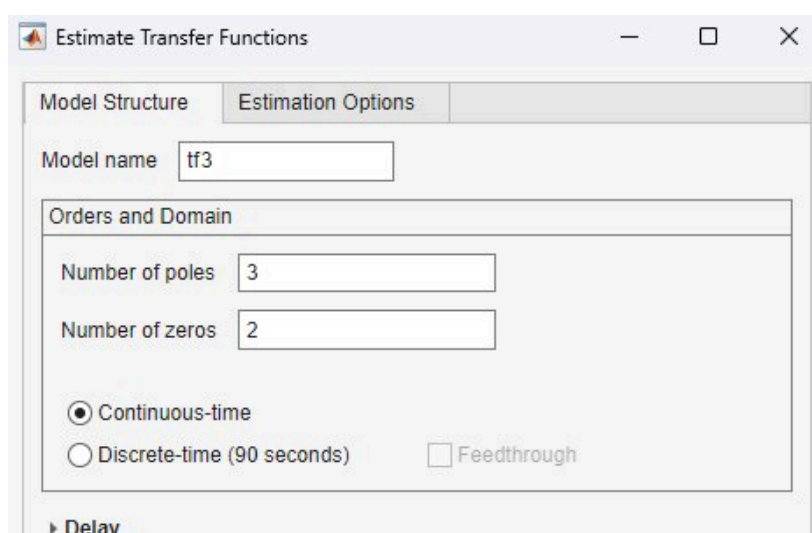 Estimate Transfer Functions
Model Structure Estimation Options
Model name tf3
Orders and Domain
Number of poles 3
Number of zeros 2
Continuous-time
Discrete-time (90 seconds) Feedthrough
Delay